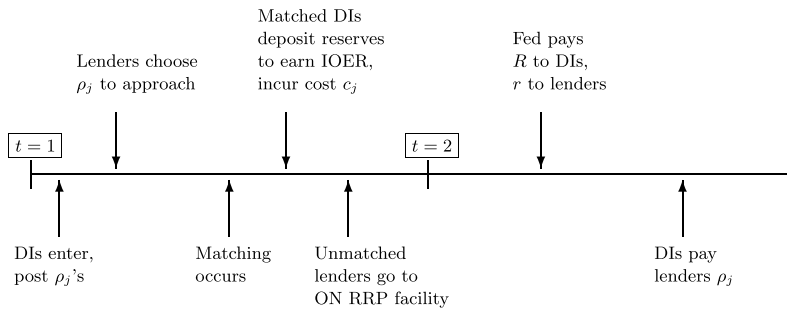 Matched DIs
deposit reserves
to earn IOER,
incur cost c_j
Lenders choose
ρ_j to approach
Fed pays
R to DIs,
r to lenders
t = 1
t = 2
DIs enter,
post ρ_j's
Matching
occurs
Unmatched
lenders go to
ON RRP facility
DIs pay
lenders ρ_j